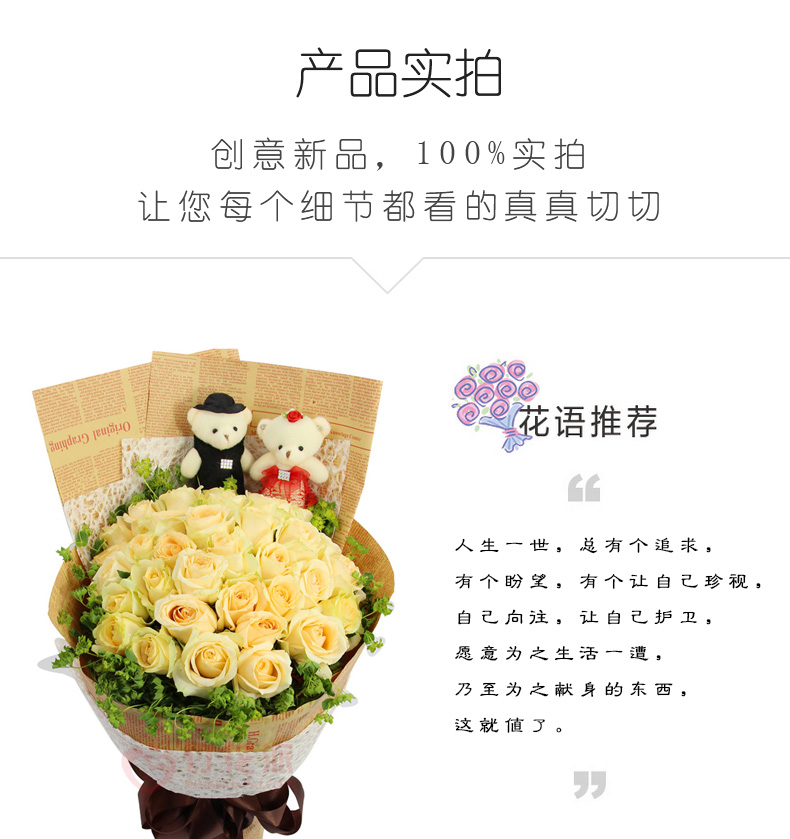 产品实拍
创意新品，100%实拍
让您每个细节都看的真真切切
Original Graphing
花语推荐
“
人生一世，总有个追求，
有个盼望，有个让自己珍视，
自己向往，让自己护卫，
愿意为之生活一遭，
乃至为之献身的东西，
这就值了。
”